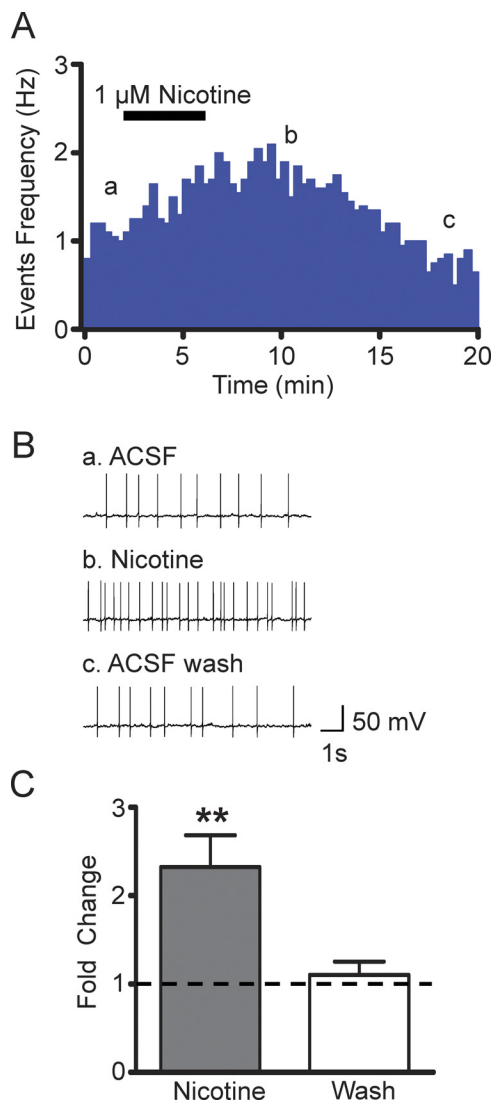 A
3
1 μM Nicotine
b
a
2
c
1
0
Events Frequency (Hz)
0 5 10 15 20
Time (min)
B
a. ACSF
b. Nicotine
c. ACSF wash
50 mV
1s
C
3
**
2
1
0
Fold Change
Nicotine Wash